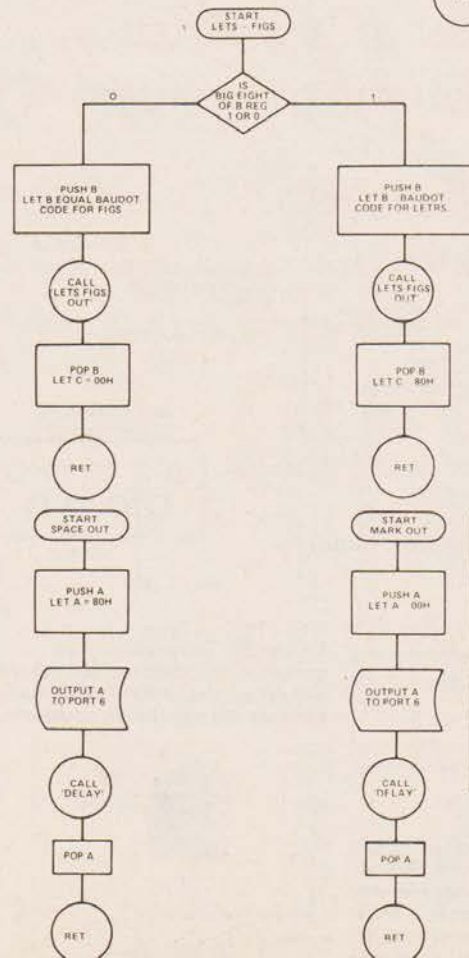 START
LETS - FIGS
IS
BIG EIGHT
OF B REG
1 OR 0
0
1
PUSH B
LET B EQUAL BAUDOT
CODE FOR FIGS
CALL
'LETS FIGS
OUT'
POP B
LET C = 00H
RET
PUSH B
LET B BAUDOT
CODE FOR LETRS
CALL
'LETS FIGS
OUT'
POP B
LET C 80H
RET
START
SPACE OUT
PUSH A
LET A = 80H
OUTPUT A
TO PORT 6
CALL
'DELAY'
POP A
RET
START
MARK OUT
PUSH A
LET A 00H
OUTPUT A
TO PORT 6
CALL
'DELAY'
POP A
RET